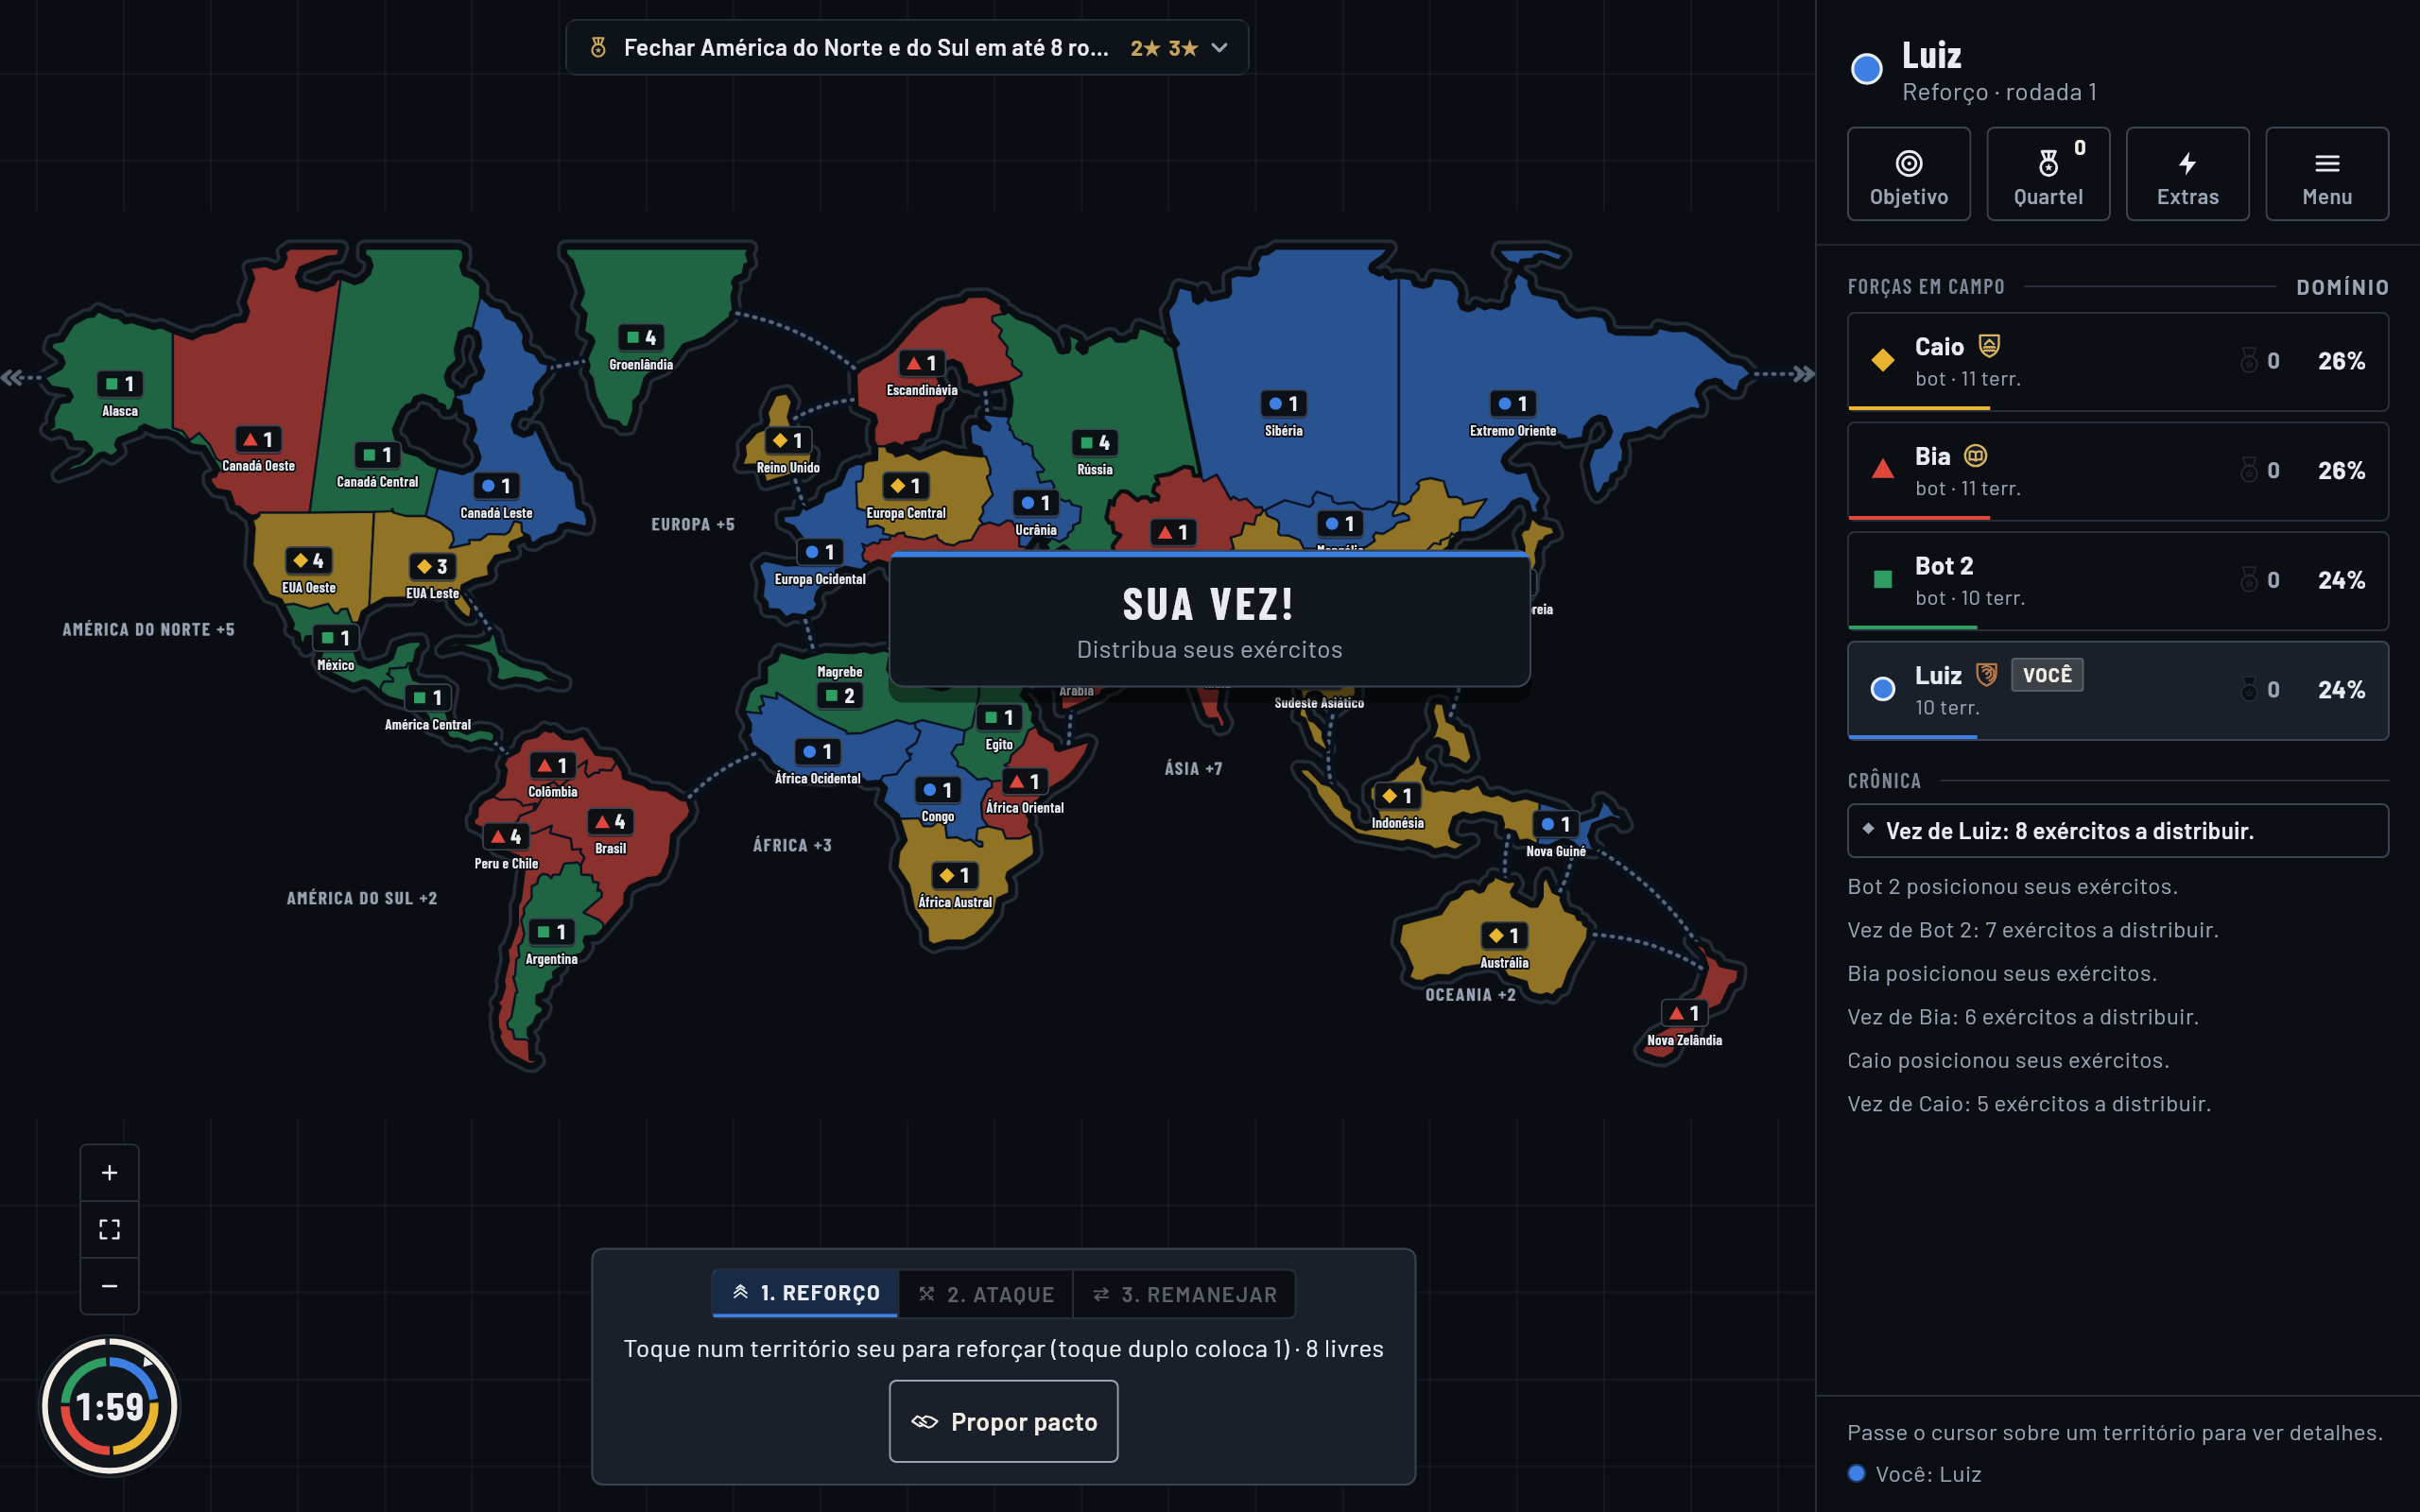 Fechar América do Norte e do Sul em até 8 ro... 2★ 3★
Luiz
Reforço · rodada 1
Objetivo
0
Quartel
Extras
Menu
FORÇAS EM CAMPO
DOMÍNIO
Caio
bot · 11 terr.
0
26%
Bia
bot · 11 terr.
0
26%
Bot 2
bot · 10 terr.
0
24%
Luiz
VOCÊ
10 terr.
0
24%
CRÔNICA
Vez de Luiz: 8 exércitos a distribuir.
Bot 2 posicionou seus exércitos.
Vez de Bot 2: 7 exércitos a distribuir.
Bia posicionou seus exércitos.
Vez de Bia: 6 exércitos a distribuir.
Caio posicionou seus exércitos.
Vez de Caio: 5 exércitos a distribuir.
Passe o cursor sobre um território para ver detalhes.
Você: Luiz
4
Groenlândia
1
Alasca
1
Canadá Oeste
1
Canadá Central
1
Canadá Leste
4
EUA Oeste
3
EUA Leste
AMÉRICA DO NORTE +5
1
México
1
América Central
1
Colômbia
4
Peru e Chile
4
Brasil
AMÉRICA DO SUL +2
1
Argentina
1
Escandinávia
1
Reino Unido
1
Europa Central
EUROPA +5
1
Ucrânia
4
Rússia
1
Europa Ocidental
1
Sibéria
1
Extremo Oriente
1
1
SUA VEZ!
Distribua seus exércitos
Arábia
Sudeste Asiático
Magrebe
2
1
Egito
1
África Ocidental
1
Congo
1
África Oriental
ÁFRICA +3
1
África Austral
ÁSIA +7
1
Indonésia
1
Nova Guiné
1
Austrália
OCEANIA +2
1
Nova Zelândia
1:59
1. REFORÇO
2. ATAQUE
3. REMANEJAR
Toque num território seu para reforçar (toque duplo coloca 1) · 8 livres
Propor pacto